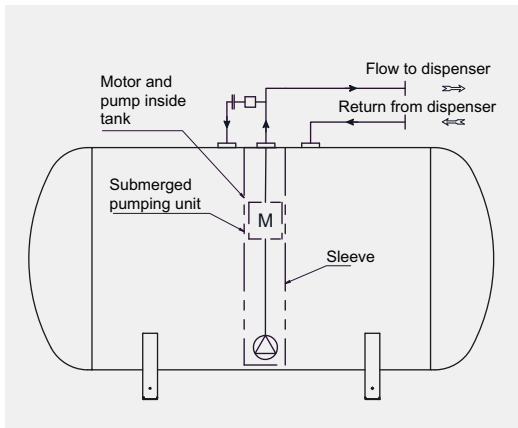 Flow to dispenser
Motor and
pump inside
tank
Return from dispenser
Submerged
pumping unit
M
Sleeve